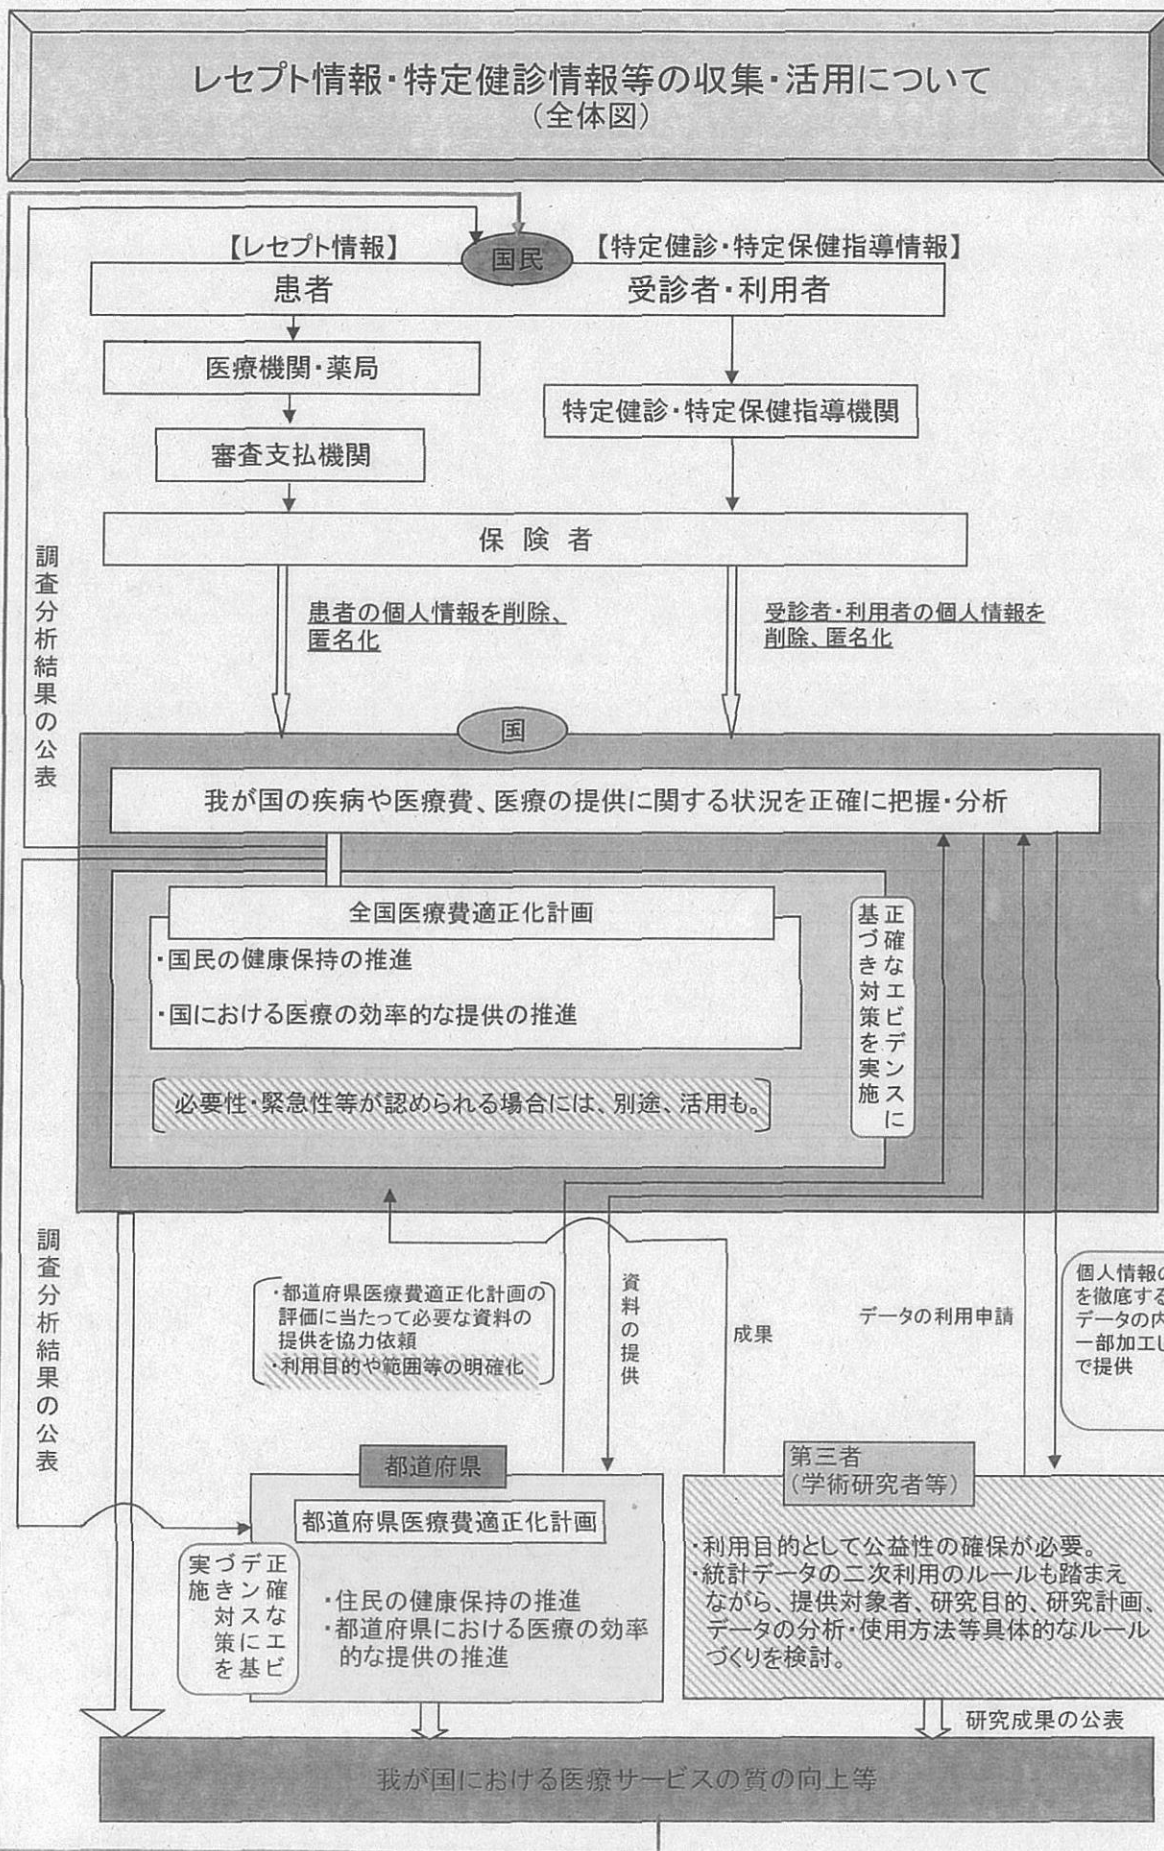 レセプト情報・特定健診情報等の収集・活用について
(全体図)
【レセプト情報】
国民
【特定健診・特定保健指導情報】
患者
受診者・利用者
医療機関・薬局
特定健診・特定保健指導機関
審査支払機関
保険者
調査分析結果の公表
患者の個人情報を削除、
匿名化
受診者・利用者の個人情報を
削除、匿名化
国
我が国の疾病や医療費、医療の提供に関する状況を正確に把握・分析
全国医療費適正化計画
・国民の健康保持の推進
・国における医療の効率的な提供の推進
正確なエビデンスに
基づき対策を実施
必要性・緊急性等が認められる場合には、別途、活用も。
調査分析結果の公表
・都道府県医療費適正化計画の
評価に当たって必要な資料の
提供を協力依頼
・利用目的や範囲等の明確化
資料の提供
成果
データの利用申請
個人情報の
を徹底する
データの内
一部加工し
で提供
都道府県
都道府県医療費適正化計画
正確なエビ
デンスに基
づき対策を
実施
・住民の健康保持の推進
・都道府県における医療の効率
的な提供の推進
第三者
(学術研究者等)
・利用目的として公益性の確保が必要。
・統計データの二次利用のルールも踏まえ
ながら、提供対象者、研究目的、研究計画、
データの分析・使用方法等具体的なルール
づくりを検討。
研究成果の公表
我が国における医療サービスの質の向上等